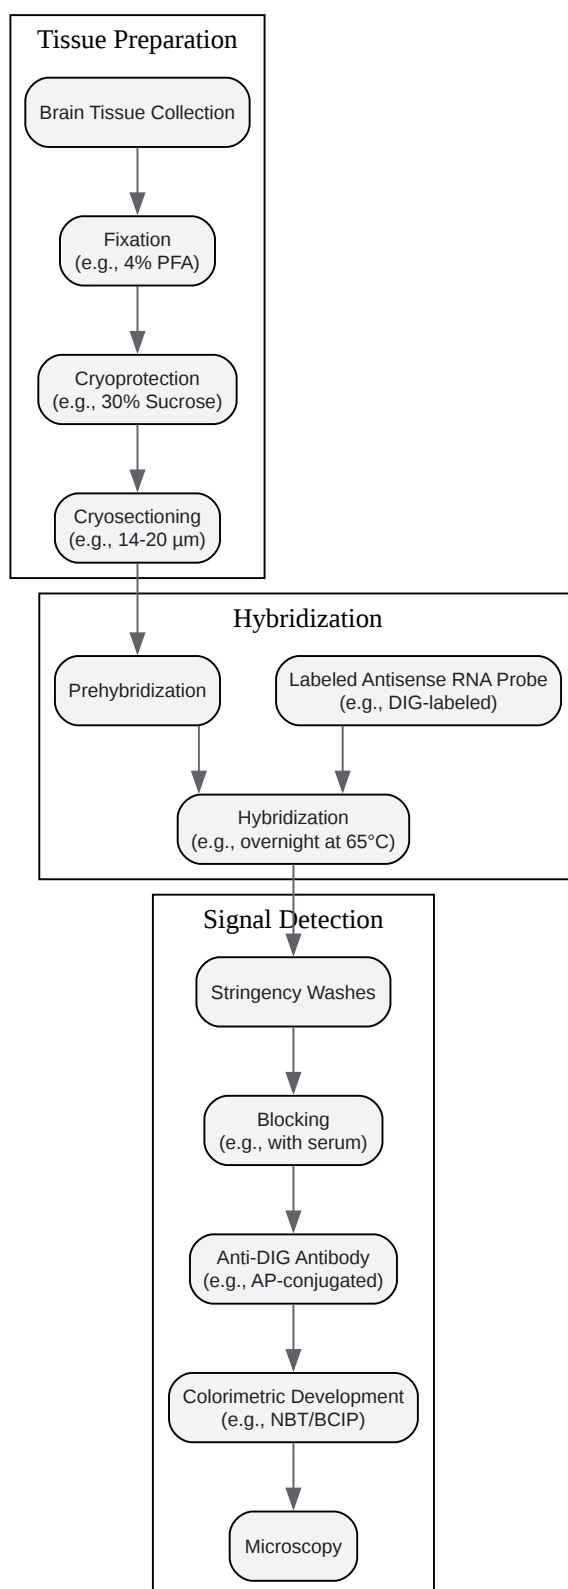 Tissue Preparation
Brain Tissue Collection
Fixation
(e.g., 4% PFA)
Cryoprotection
(e.g., 30% Sucrose)
Cryosectioning
(e.g., 14-20 µm)
Hybridization
Prehybridization
Labeled Antisense RNA Probe
(e.g., DIG-labeled)
Hybridization
(e.g., overnight at 65°C)
Signal Detection
Stringency Washes
Blocking
(e.g., with serum)
Anti-DIG Antibody
(e.g., AP-conjugated)
Colorimetric Development
(e.g., NBT/BCIP)
Microscopy